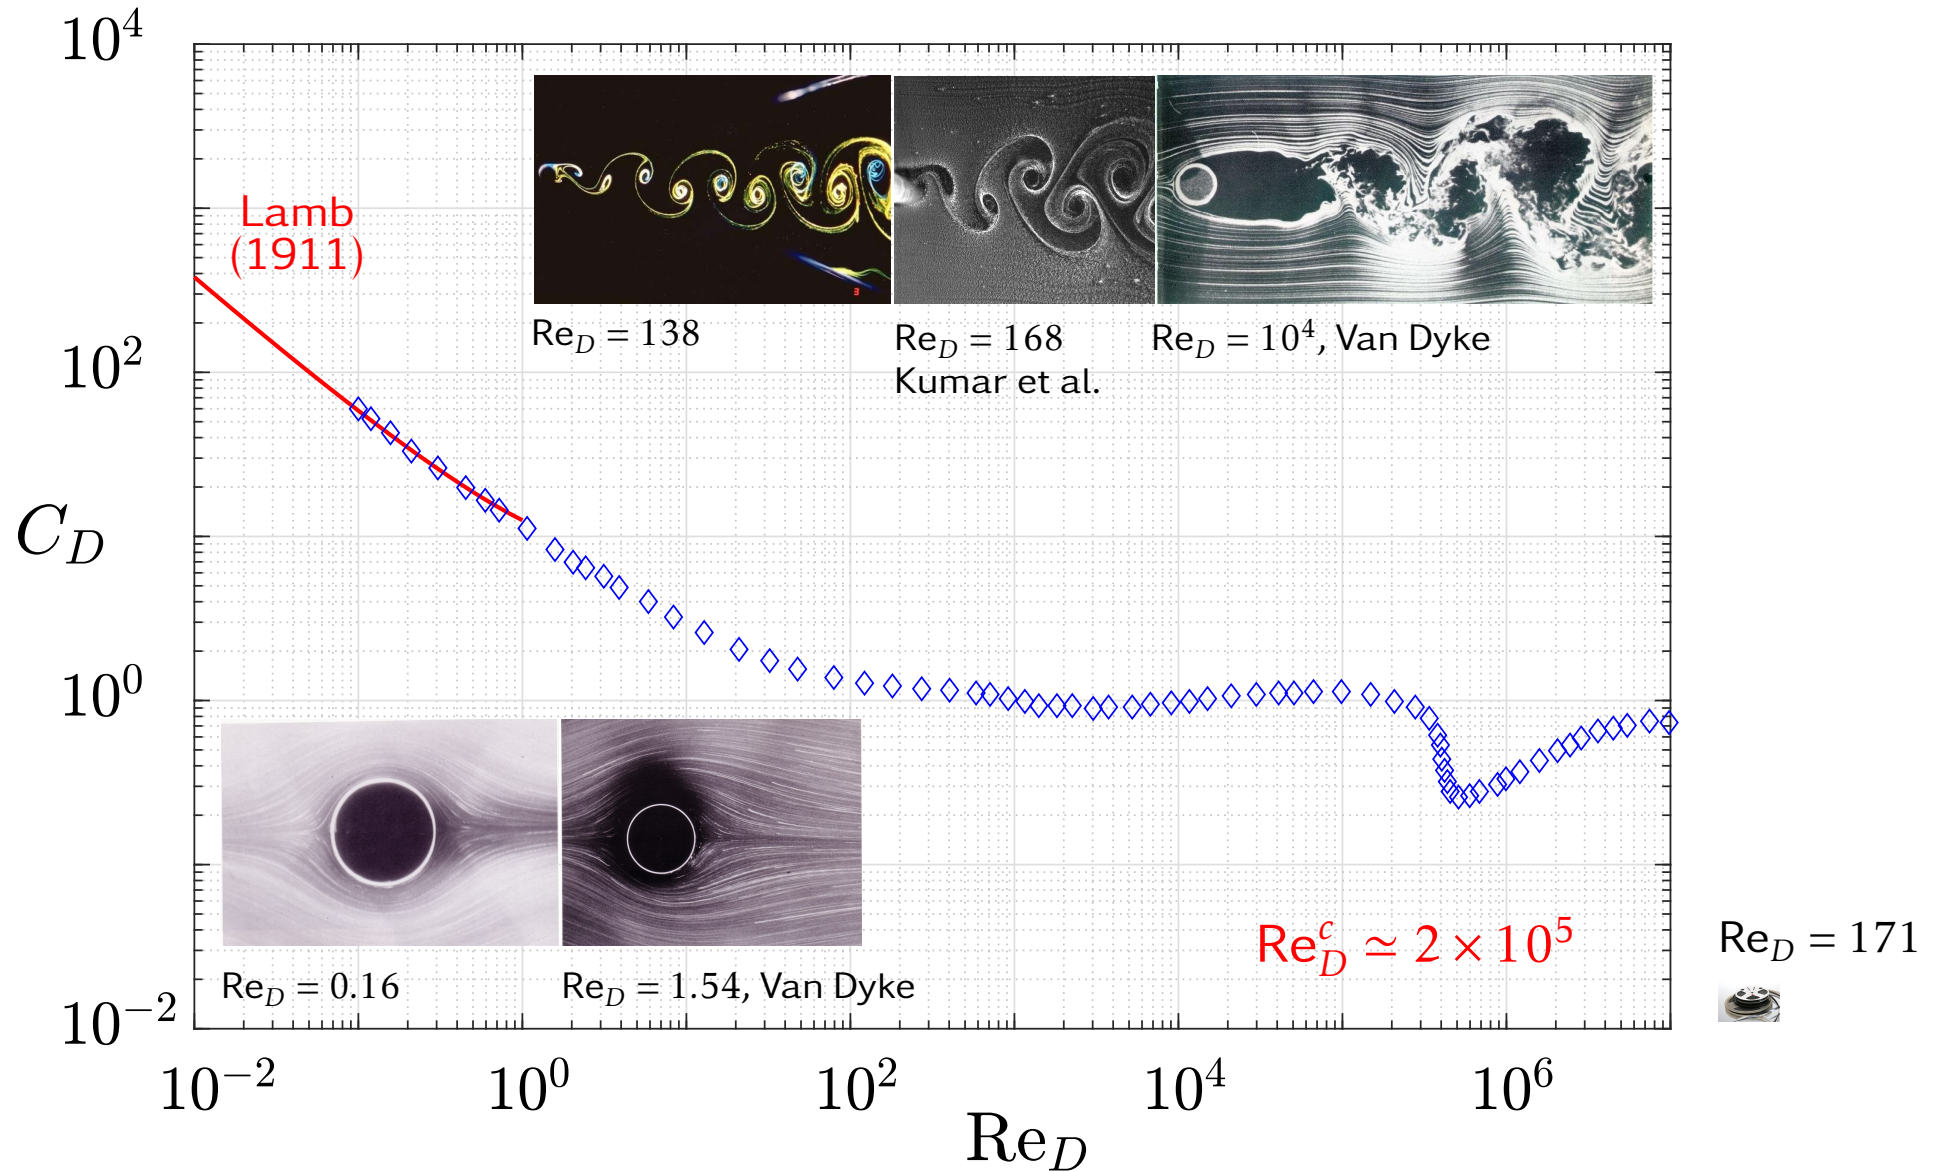 10^4
10^2
10^0
10^{-2}
C_D
Lamb
(1911)
Re_D = 138
Re_D = 168
Kumar et al.
Re_D = 10^4, Van Dyke
3
Re_D = 0.16
Re_D = 1.54, Van Dyke
Re_D^c ≃ 2 × 10^5
Re_D = 171
10^{-2}
10^0
10^2
10^4
10^6
Re_D